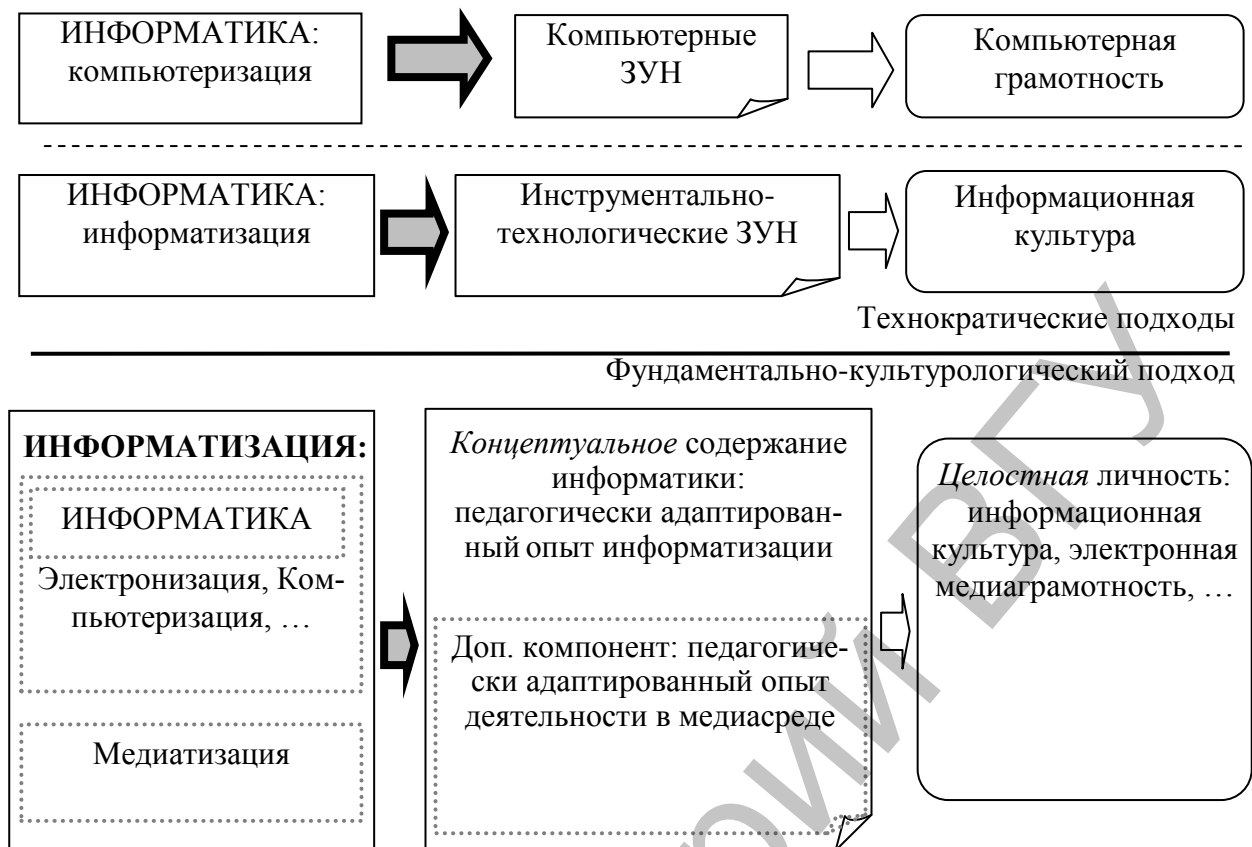 ИНФОРМАТИКА:
компьютеризация
Компьютерные
ЗУН
Компьютерная
грамотность
ИНФОРМАТИКА:
информатизация
Инструментально-
технологические ЗУН
Информационная
культура
Технократические подходы
Фундаментально-культурологический подход
ИНФОРМАТИЗАЦИЯ:
ИНФОРМАТИКА
Электронизация, Ком-
пьютеризация, …
Медиатизация
Концептуальное содержание
информатики:
педагогически адаптирован-
ный опыт информатизации
Доп. компонент: педагогиче-
ски адаптированный опыт
деятельности в медиасреде
Целостная личность:
информационная
культура, электронная
медиаграмотность, …
ВГУ